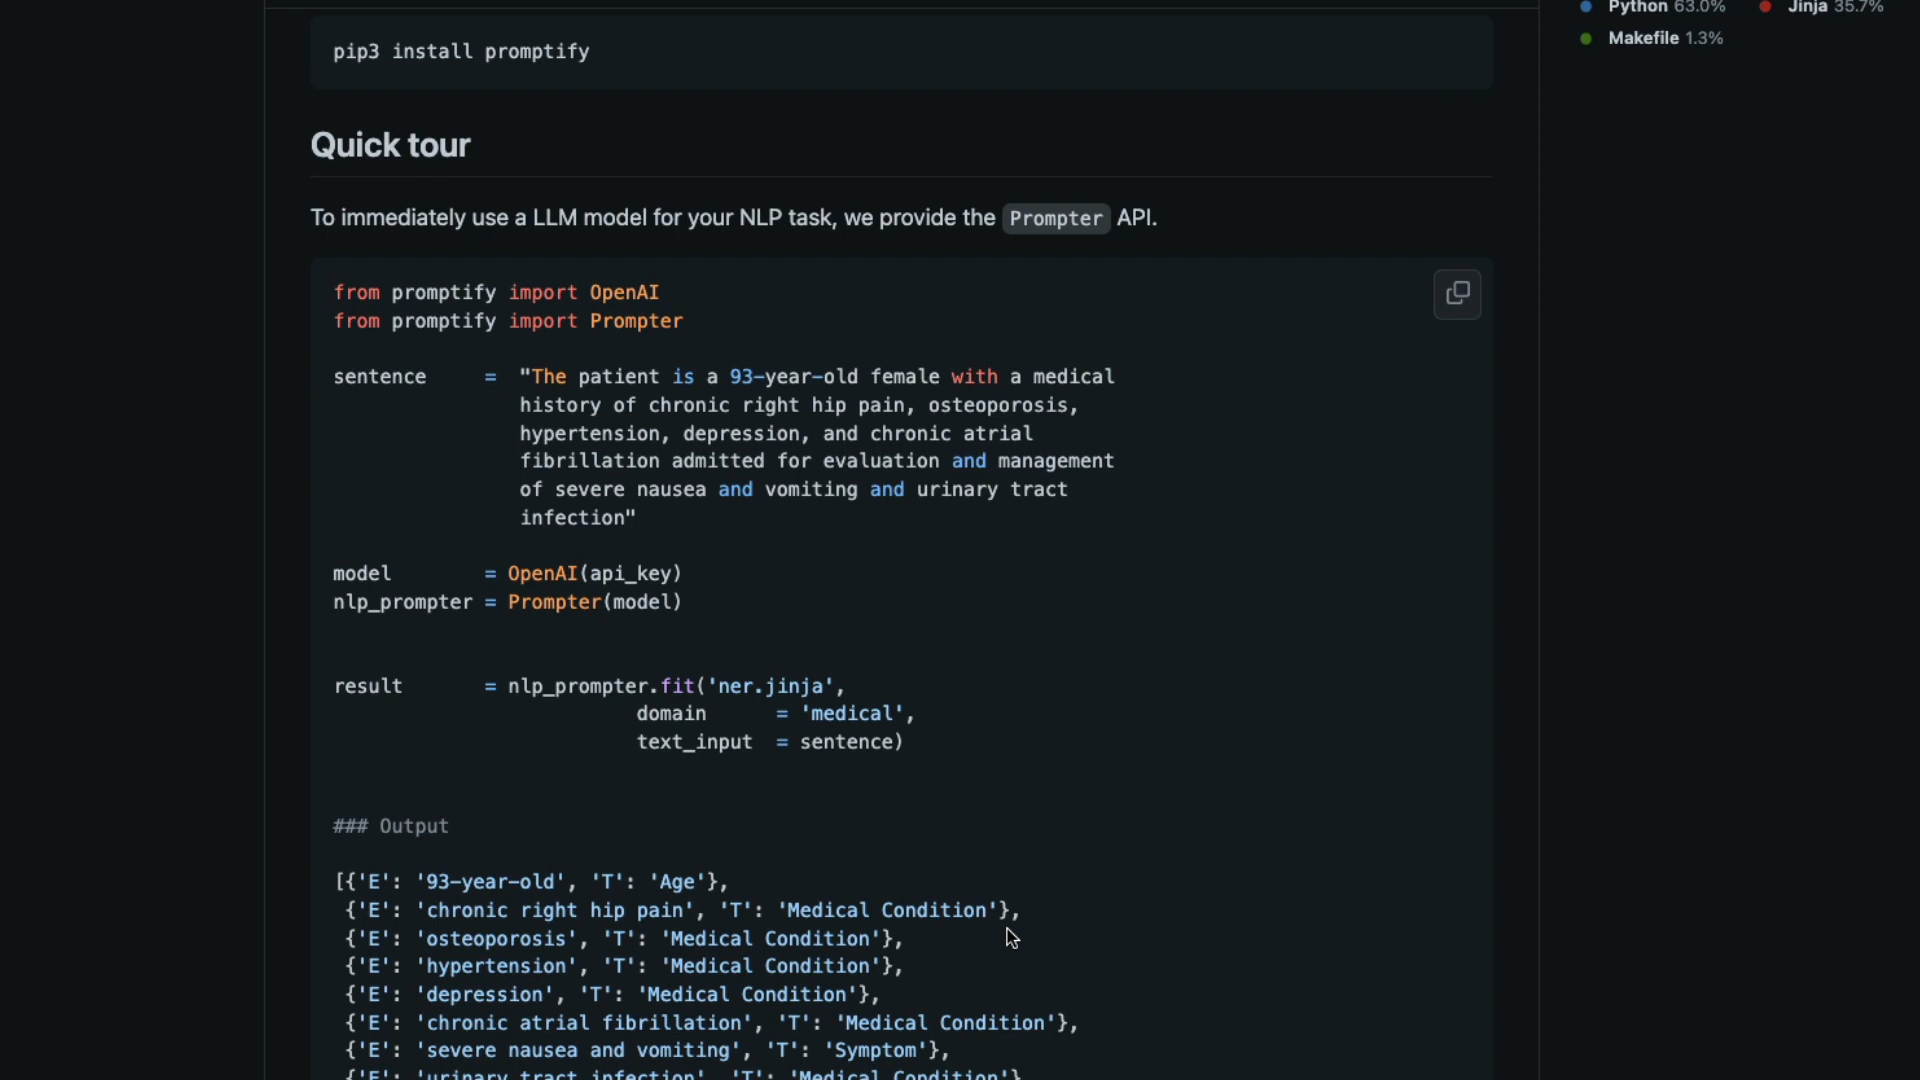 Python 63.0% Jinja 35.7%
Makefile 1.3%
pip3 install promptify
Quick tour
To immediately use a LLM model for your NLP task, we provide the Prompter API.
from promptify import OpenAI
from promptify import Prompter
sentence = "The patient is a 93-year-old female with a medical
history of chronic right hip pain, osteoporosis,
hypertension, depression, and chronic atrial
fibrillation admitted for evaluation and management
of severe nausea and vomiting and urinary tract
infection"
model = OpenAI(api_key)
nlp_prompter = Prompter(model)
result = nlp_prompter.fit('ner.jinja',
domain = 'medical',
text_input = sentence)
### Output
[{'E': '93-year-old', 'T': 'Age'},
{'E': 'chronic right hip pain', 'T': 'Medical Condition'},
{'E': 'osteoporosis', 'T': 'Medical Condition'},
{'E': 'hypertension', 'T': 'Medical Condition'},
{'E': 'depression', 'T': 'Medical Condition'},
{'E': 'chronic atrial fibrillation', 'T': 'Medical Condition'},
{'E': 'severe nausea and vomiting', 'T': 'Symptom'},
{'E': 'urinary tract infection', 'T': 'Medical Condition'},